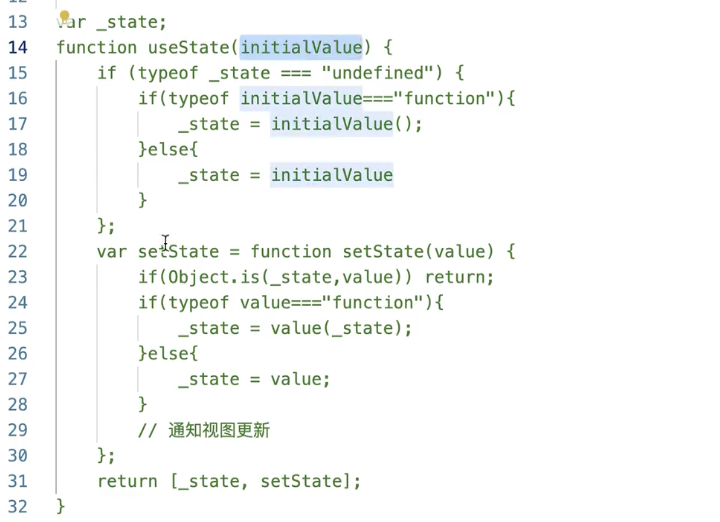 13 var _state;
14 function useState(initialValue) {
15 if (typeof _state === "undefined") {
16 if(typeof initialValue==="function"){
17 _state = initialValue();
18 }else{
19 _state = initialValue
20 }
21 };
22 var setState = function setState(value) {
23 if(Object.is(_state,value)) return;
24 if(typeof value==="function"){
25 _state = value(_state);
26 }else{
27 _state = value;
28 }
29 // 通知视图更新
30 };
31 return [_state, setState];
32 }